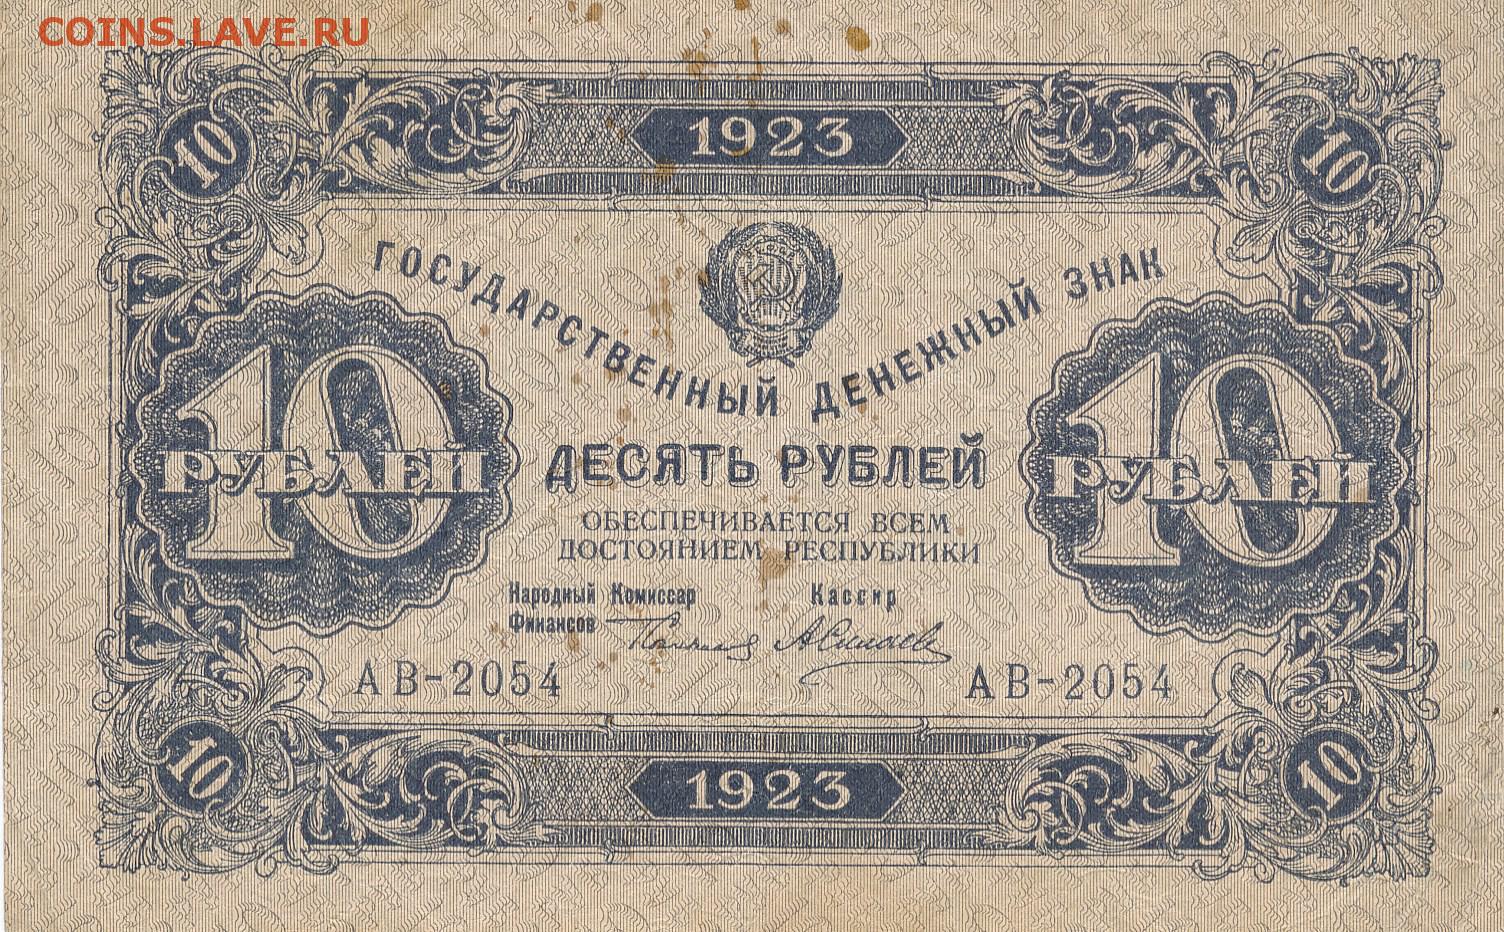 COINS.LAVE.RU
1923
10 10
ГОСУДАРСТВЕННЫЙ ДЕНЕЖНЫЙ ЗНАК
10 РУБЛЕЙ
10 РУБЛЕЙ
ДЕСЯТЬ РУБЛЕЙ
ОБЕСПЕЧИВАЕТСЯ ВСЕМ
ДОСТОЯНИЕМ РЕСПУБЛИКИ
Народный Комиссар Кассир
Финансов
АВ-2054 АВ-2054
10 10
1923